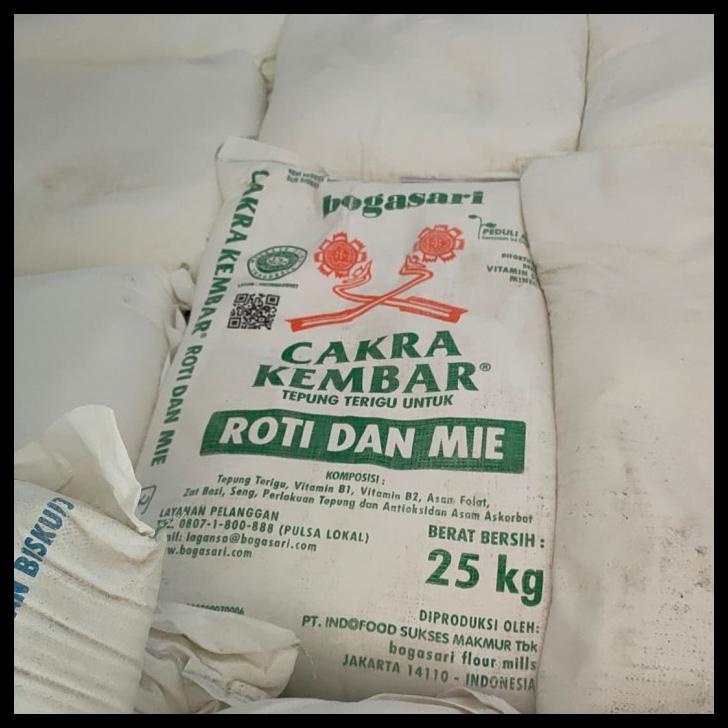 bogasari
PEDULI
VITAMIN
CAKRA KEMBAR® ROTI DAN MIE
CAKRA
KEMBAR®
TEPUNG TERIGU UNTUK
ROTI DAN MIE
KOMPOSISI :
Tepung Terigu, Vitamin B1, Vitamin B2, Asam Folat,
Zat Besi, Seng, Perlakuan Tepung dan Antioksidan Asam Askorbat
LAYANAN PELANGGAN
0807-1-800-888 (PULSA LOKAL)
lagansa@bogasari.com
w.bogasari.com
BERAT BERSIH :
25 kg
DIPRODUKSI OLEH:
PT. INDOFOOD SUKSES MAKMUR Tbk
bogasari flour mills
JAKARTA 14110 - INDONESIA
BISKUIT